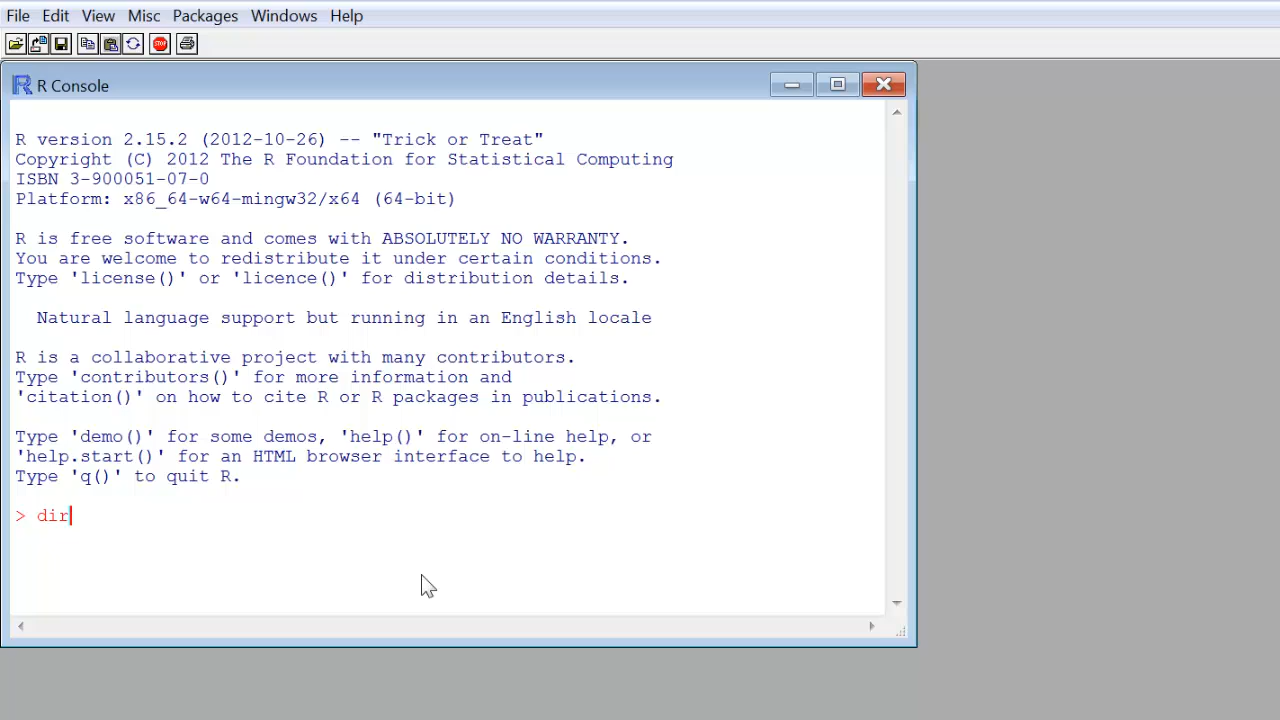 File Edit View Misc Packages Windows Help
STOP
R Console
R version 2.15.2 (2012-10-26) -- "Trick or Treat"
Copyright (C) 2012 The R Foundation for Statistical Computing
ISBN 3-900051-07-0
Platform: x86_64-w64-mingw32/x64 (64-bit)
R is free software and comes with ABSOLUTELY NO WARRANTY.
You are welcome to redistribute it under certain conditions.
Type 'license()' or 'licence()' for distribution details.
Natural language support but running in an English locale
R is a collaborative project with many contributors.
Type 'contributors()' for more information and
'citation()' on how to cite R or R packages in publications.
Type 'demo()' for some demos, 'help()' for on-line help, or
'help.start()' for an HTML browser interface to help.
Type 'q()' to quit R.
> dir